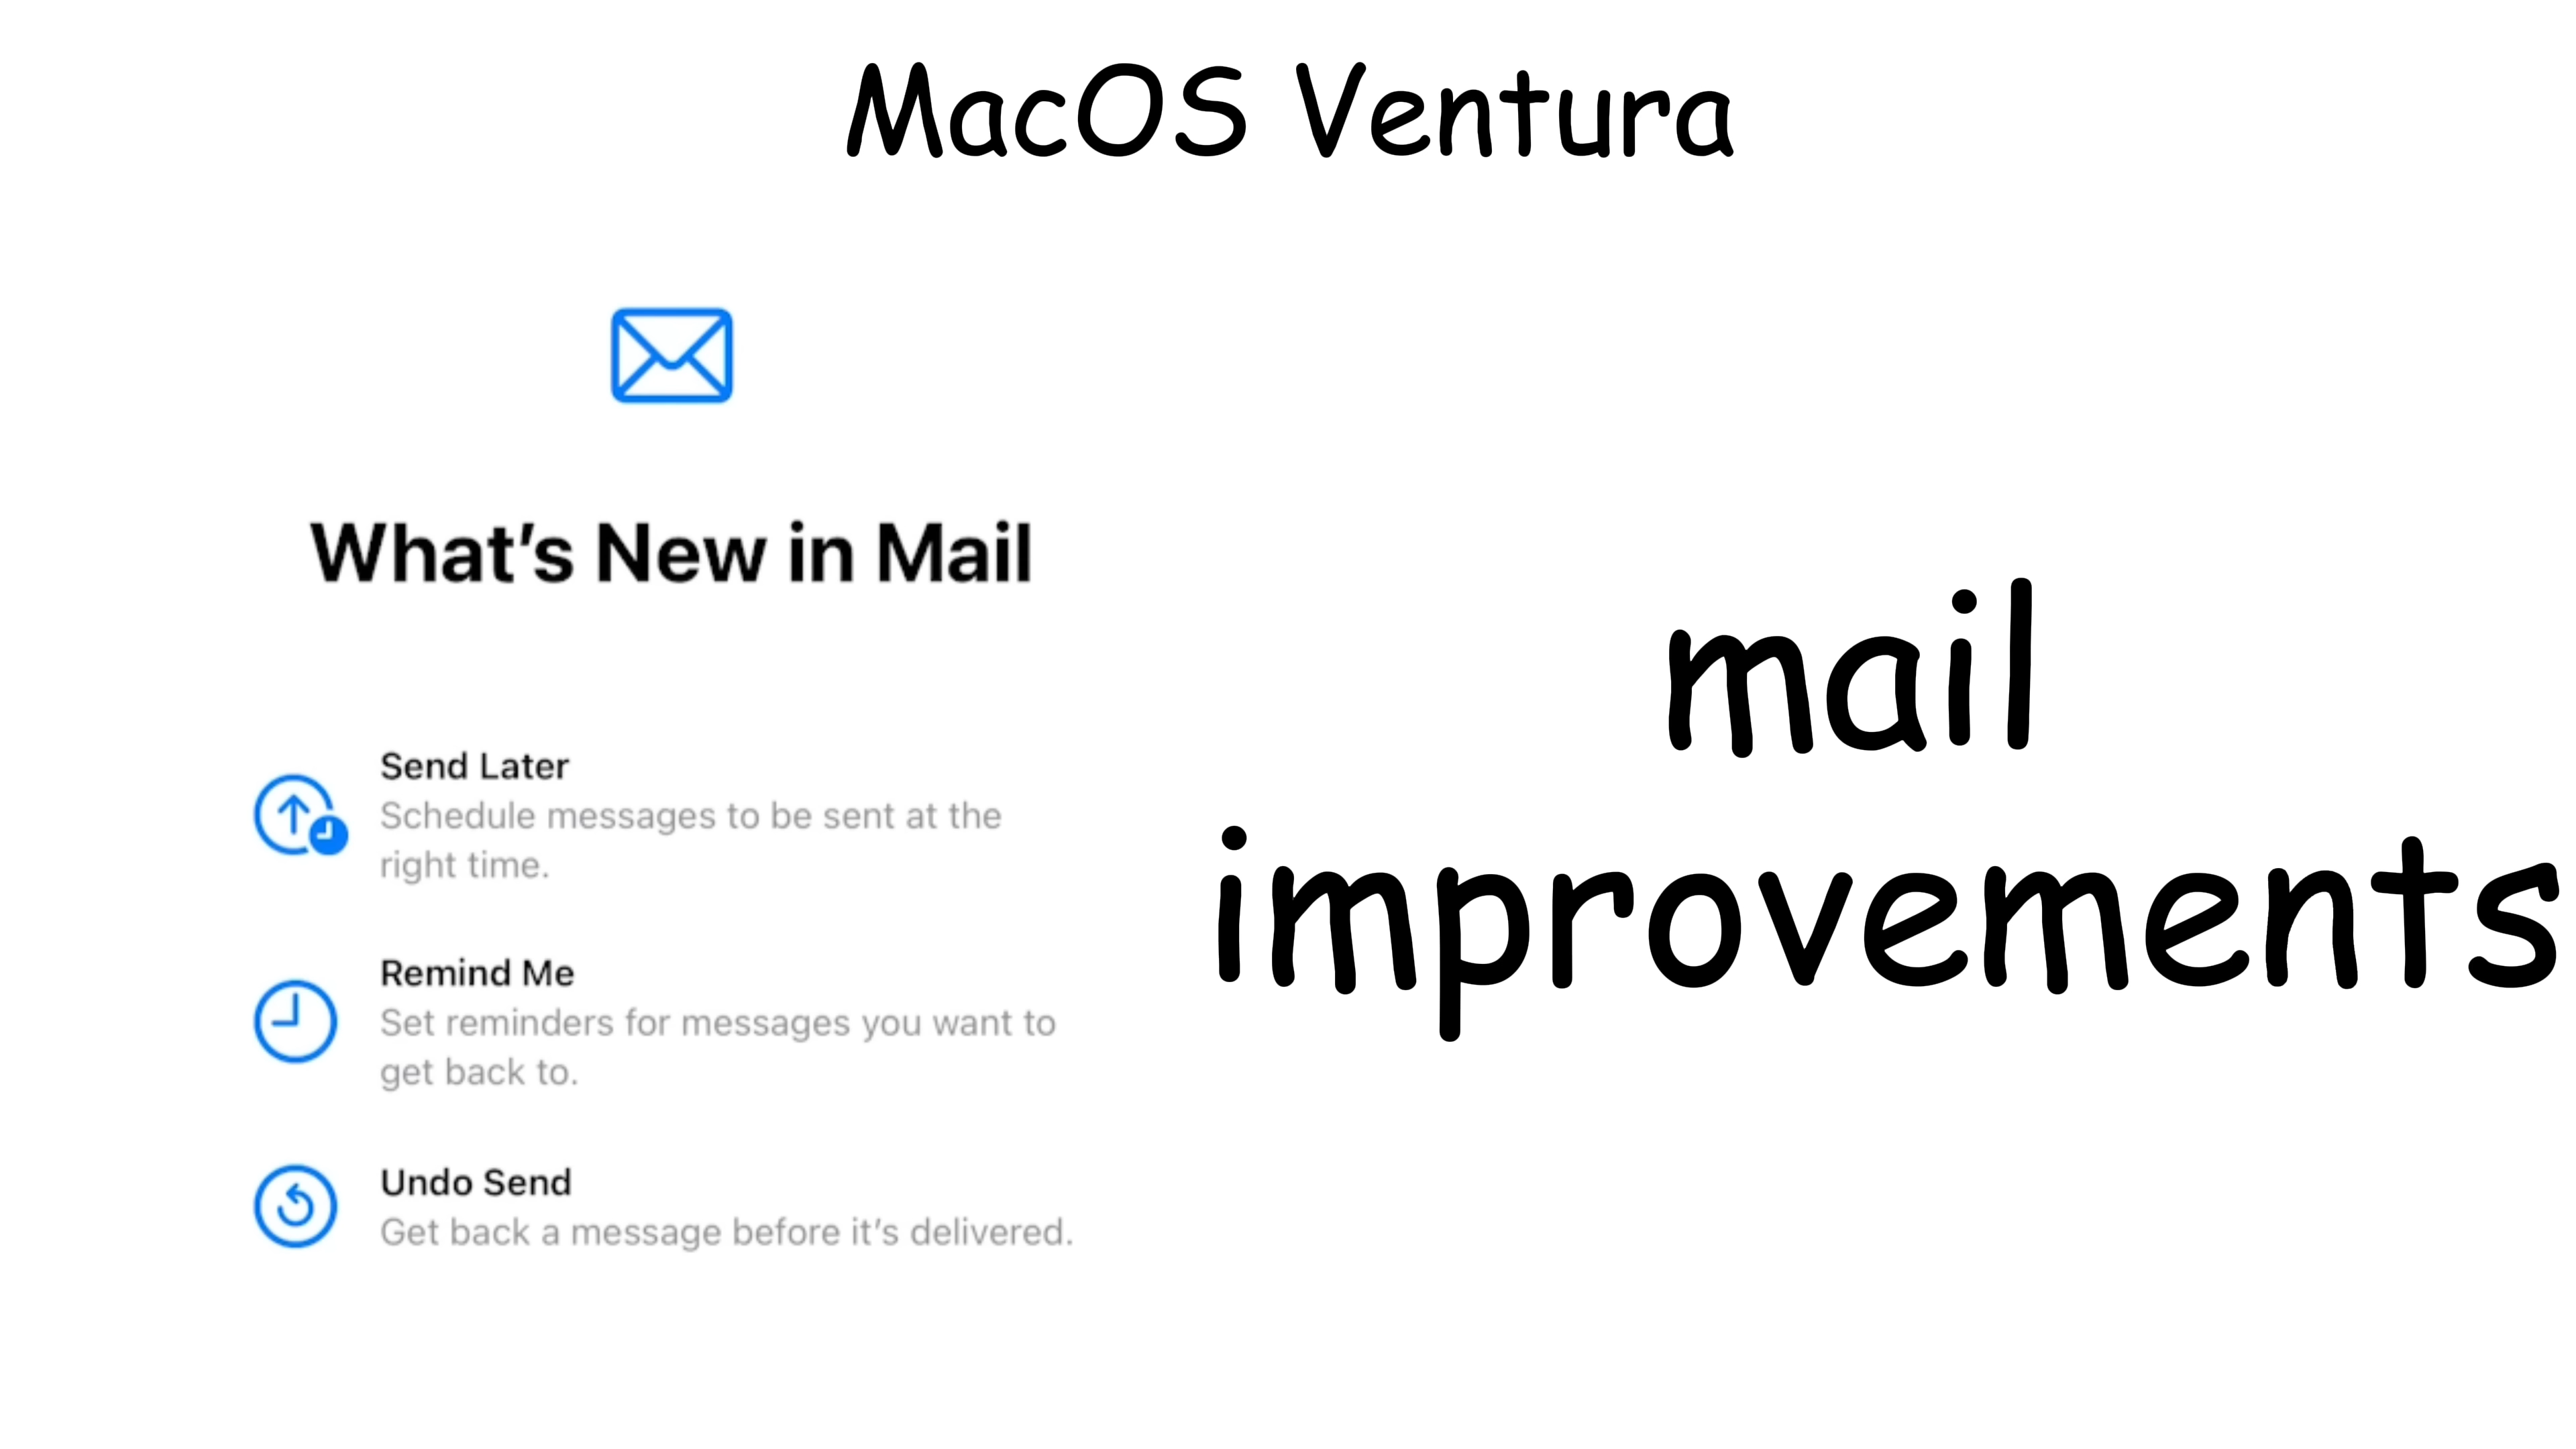 MacOS Ventura
What's New in Mail
Send Later
Schedule messages to be sent at the
right time.
Remind Me
Set reminders for messages you want to
get back to.
Undo Send
Get back a message before it's delivered.
mail
improvements